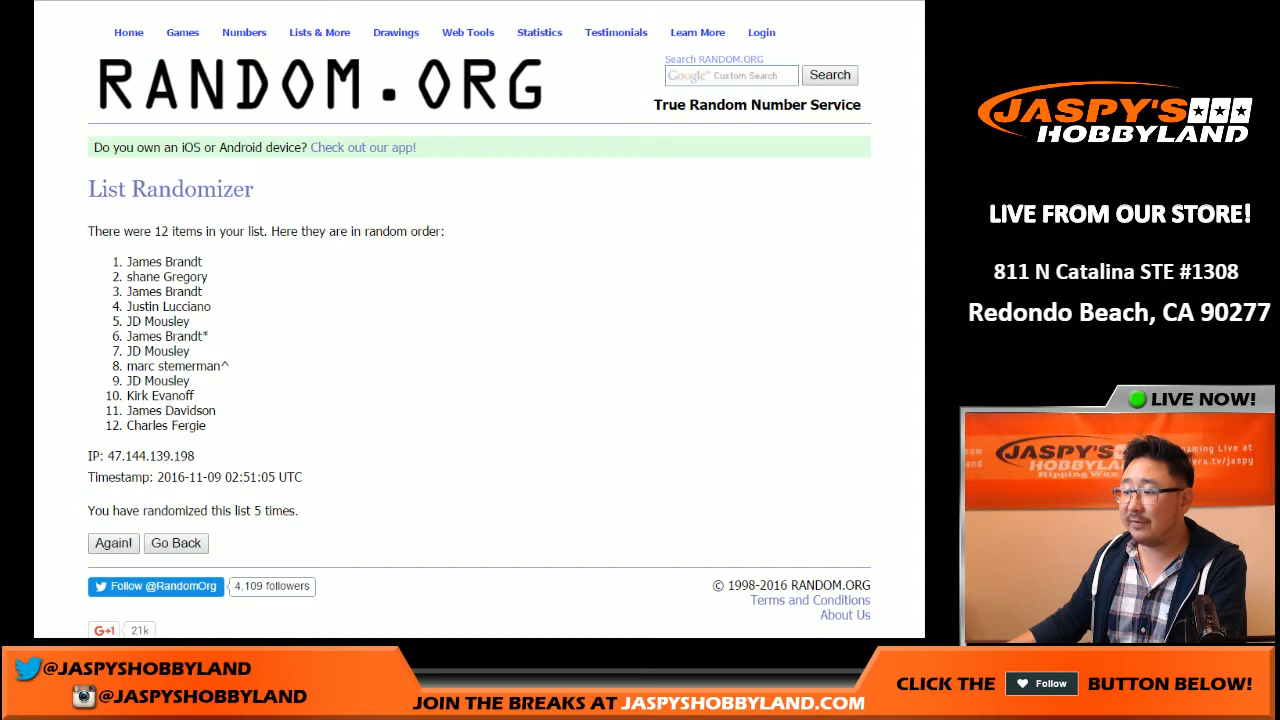 Home Games Numbers Lists & More Drawings Web Tools Statistics Testimonials Learn More Login
RANDOM.ORG
Search RANDOM.ORG
Google™ Custom Search Search
True Random Number Service
Do you own an iOS or Android device? Check out our app!
List Randomizer
There were 12 items in your list. Here they are in random order:
1. James Brandt
2. shane Gregory
3. James Brandt
4. Justin Lucciano
5. JD Mousley
6. James Brandt*
7. JD Mousley
8. marc stemerman^
9. JD Mousley
10. Kirk Evanoff
11. James Davidson
12. Charles Fergie
IP: 47.144.139.198
Timestamp: 2016-11-09 02:51:05 UTC
You have randomized this list 5 times.
Again! Go Back
Follow @RandomOrg 4,109 followers
G+1 21k
© 1998-2016 RANDOM.ORG
Terms and Conditions
About Us
JASPY'S
HOBBYLAND
LIVE FROM OUR STORE!
811 N Catalina STE #1308
Redondo Beach, CA 90277
LIVE NOW!
JASPY'S
HOBBYLAND
Ripping Wax
.com
and
aming Live at
ers.tv/jaspy
@JASPYSHOBBYLAND
@JASPYSHOBBYLAND
JOIN THE BREAKS AT JASPYSHOBBYLAND.COM
CLICK THE Follow BUTTON BELOW!